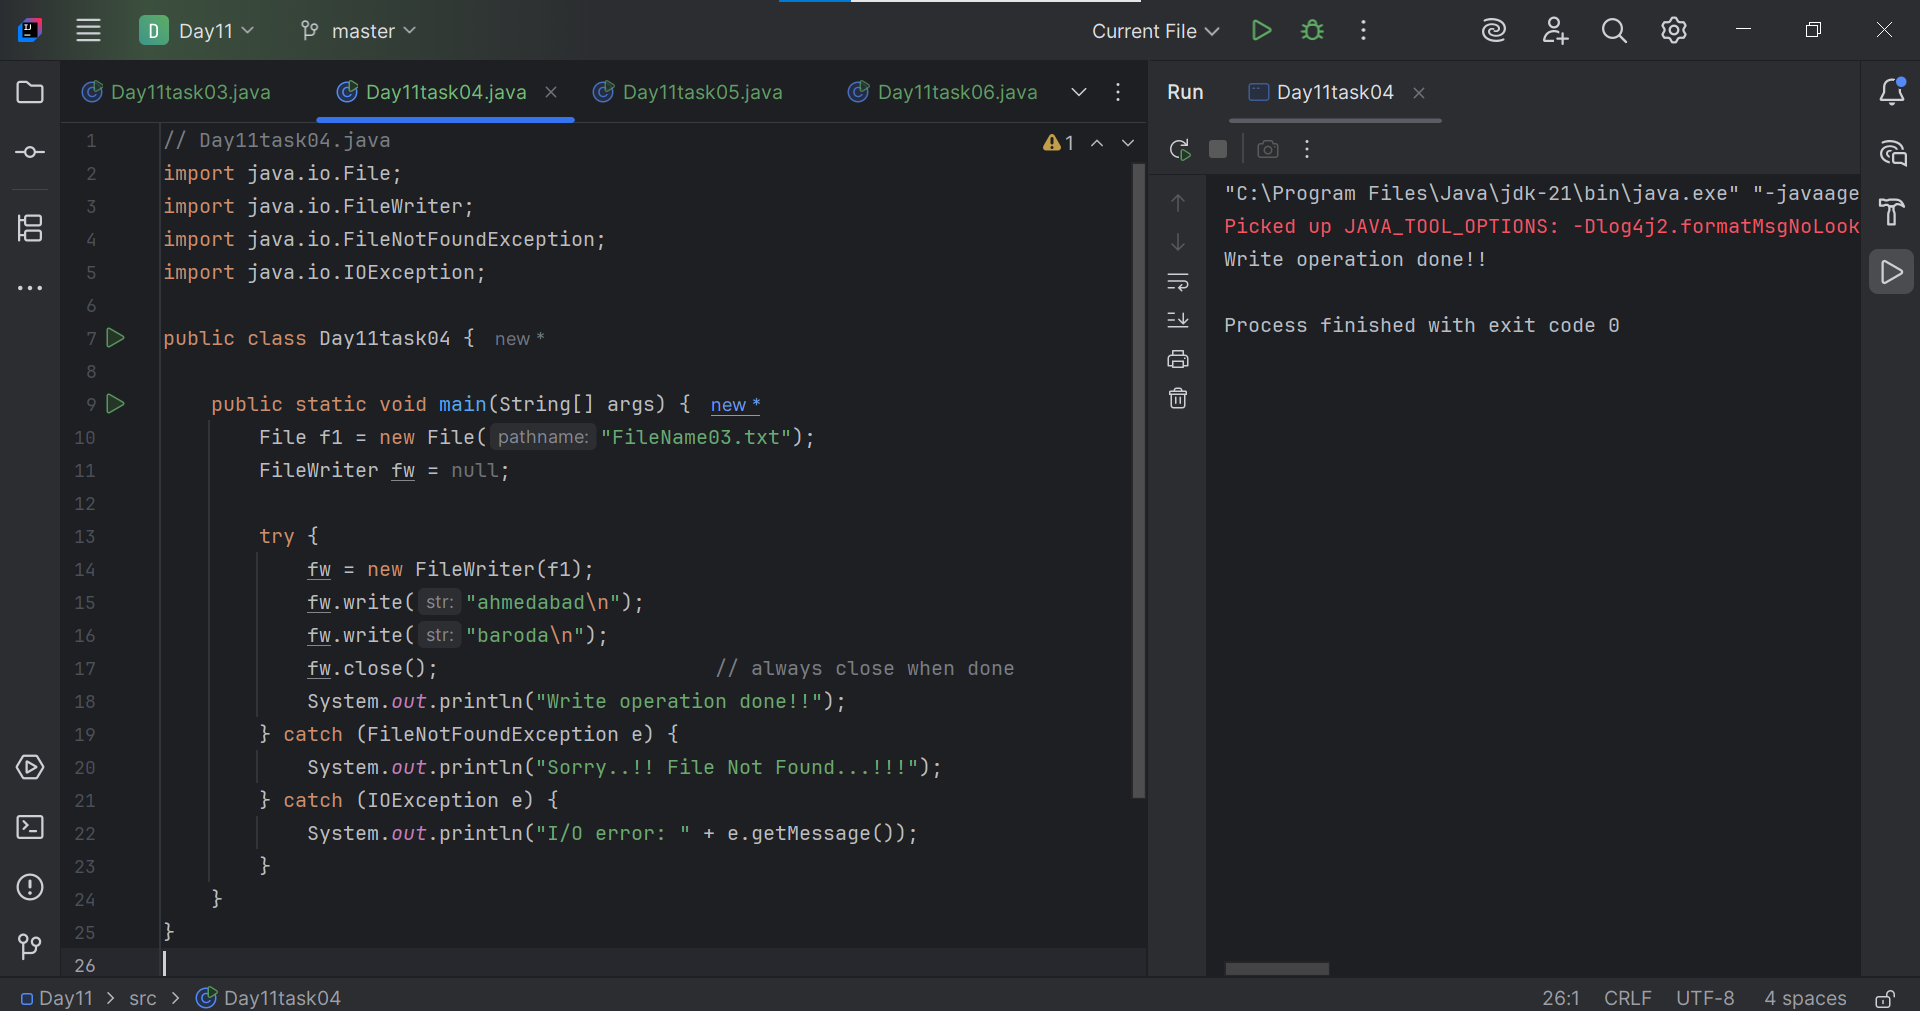 D Day11 master Current File
Day11task03.java Day11task04.java Day11task05.java Day11task06.java
1 // Day11task04.java
2 import java.io.File;
3 import java.io.FileWriter;
4 import java.io.FileNotFoundException;
5 import java.io.IOException;
6
7 public class Day11task04 { new *
8
9 public static void main(String[] args) { new *
10 File f1 = new File( pathname: "FileName03.txt");
11 FileWriter fw = null;
12
13 try {
14 fw = new FileWriter(f1);
15 fw.write( str: "ahmedabad\n");
16 fw.write( str: "baroda\n");
17 fw.close(); // always close when done
18 System.out.println("Write operation done!!");
19 } catch (FileNotFoundException e) {
20 System.out.println("Sorry..!! File Not Found...!!!");
21 } catch (IOException e) {
22 System.out.println("I/O error: " + e.getMessage());
23 }
24 }
25 }
26
1
Run Day11task04
"C:\Program Files\Java\jdk-21\bin\java.exe" "-javaage
Picked up JAVA_TOOL_OPTIONS: -Dlog4j2.formatMsgNoLook
Write operation done!!
Process finished with exit code 0
Day11 > src > Day11task04
26:1 CRLF UTF-8 4 spaces